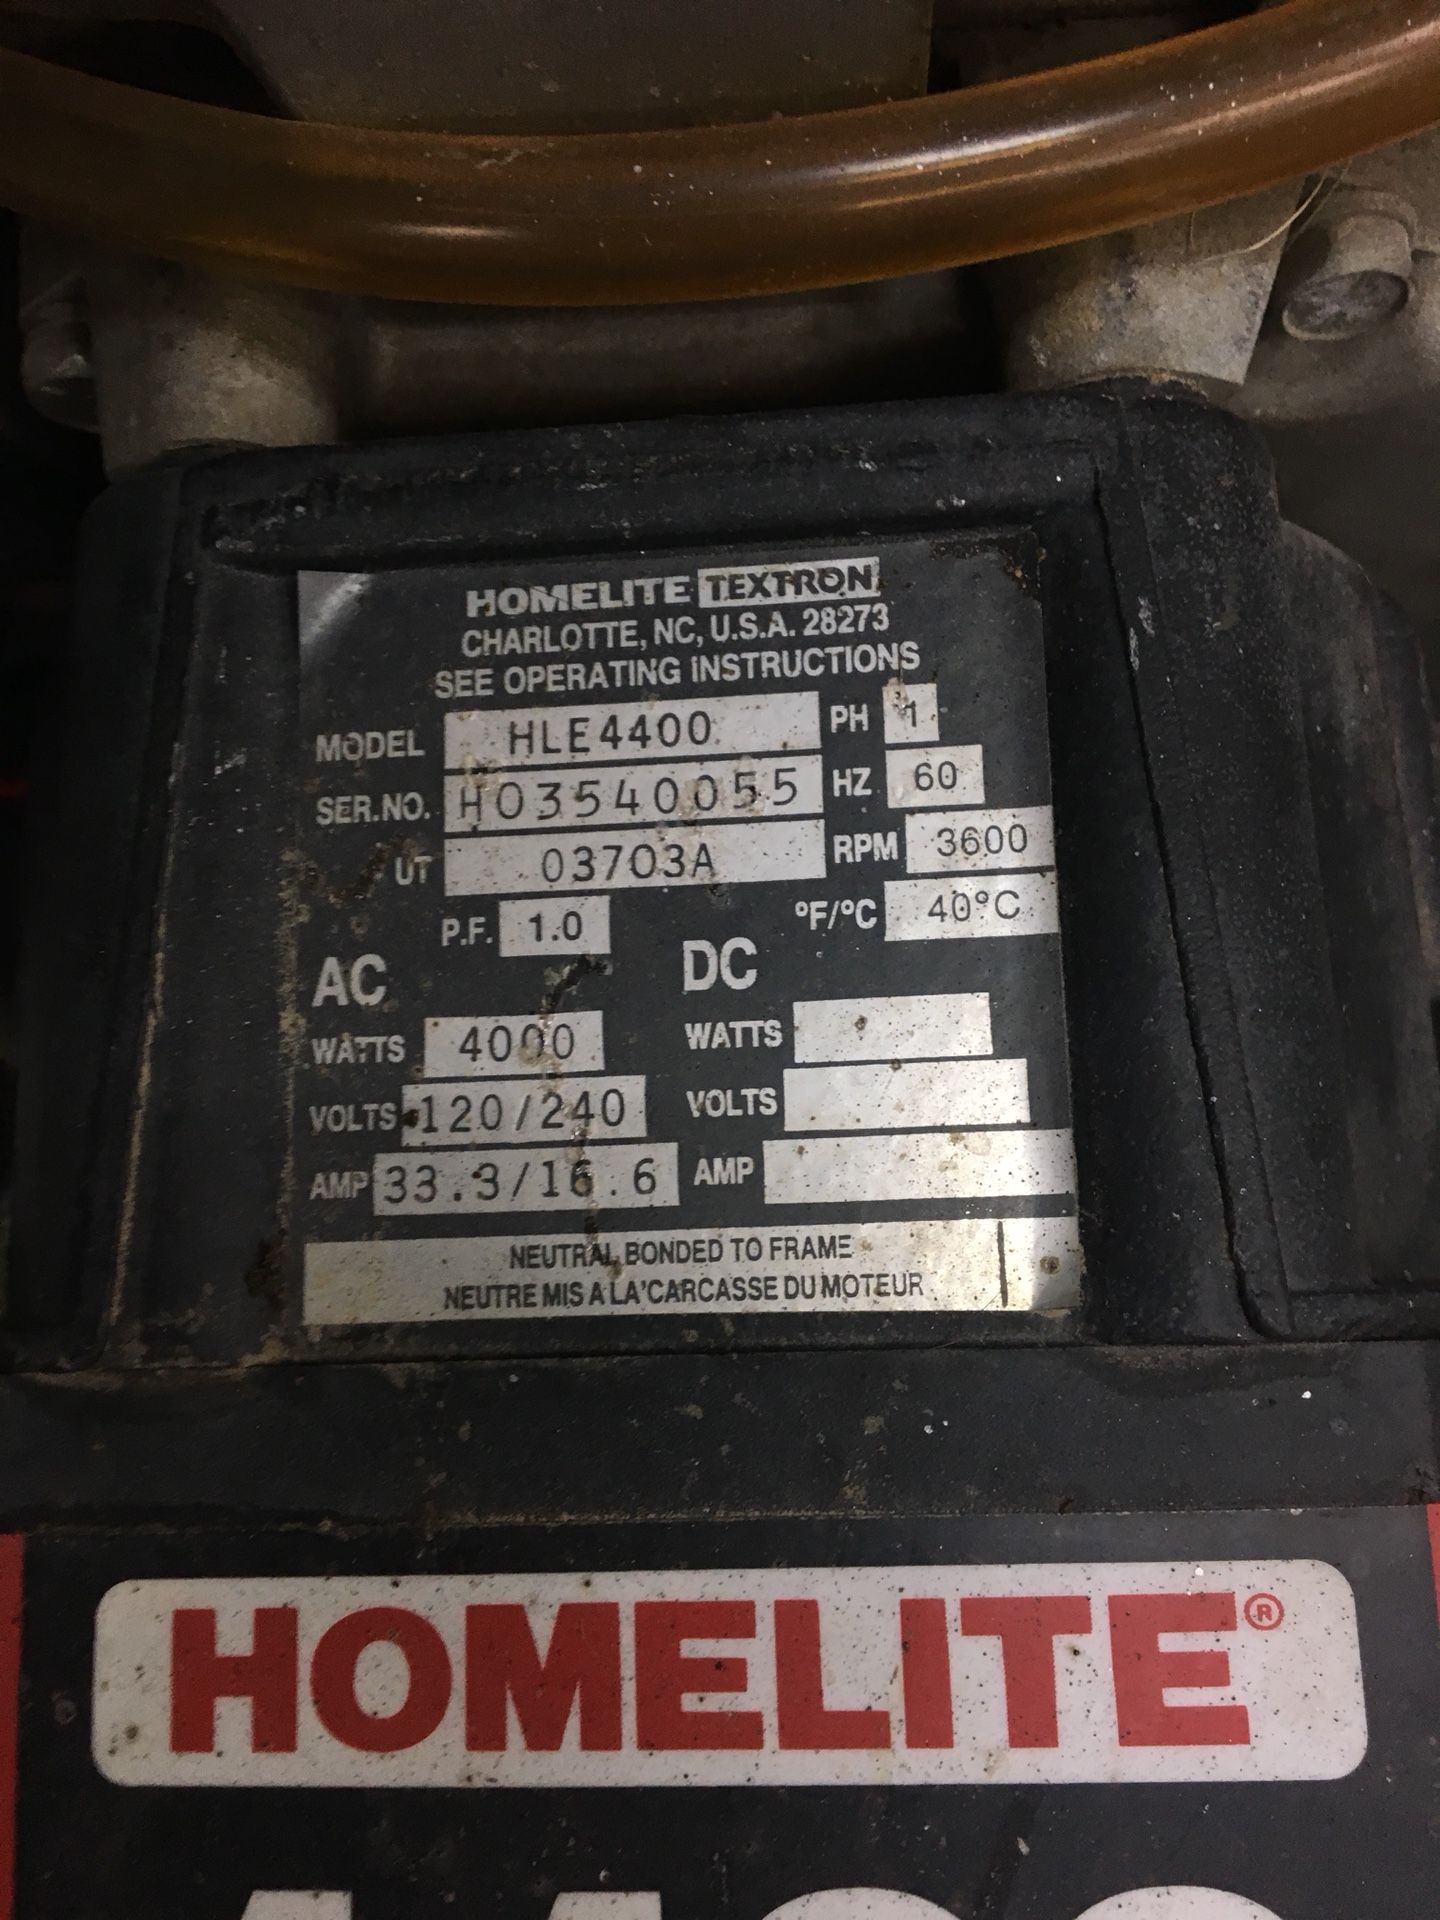 HOMELITE TEXTRON
CHARLOTTE, NC, U.S.A. 28273
SEE OPERATING INSTRUCTIONS
MODEL HLE4400 PH 1
SER.NO. H03540055 HZ 60
UT 03703A RPM 3600
P.F. 1.0 °F/°C 40°C
AC DC
WATTS 4000 WATTS
VOLTS 120/240 VOLTS
AMP 33.3/16.6 AMP
NEUTRAL BONDED TO FRAME
NEUTRE MIS A LA'CARCASSE DU MOTEUR
HOMELITE®